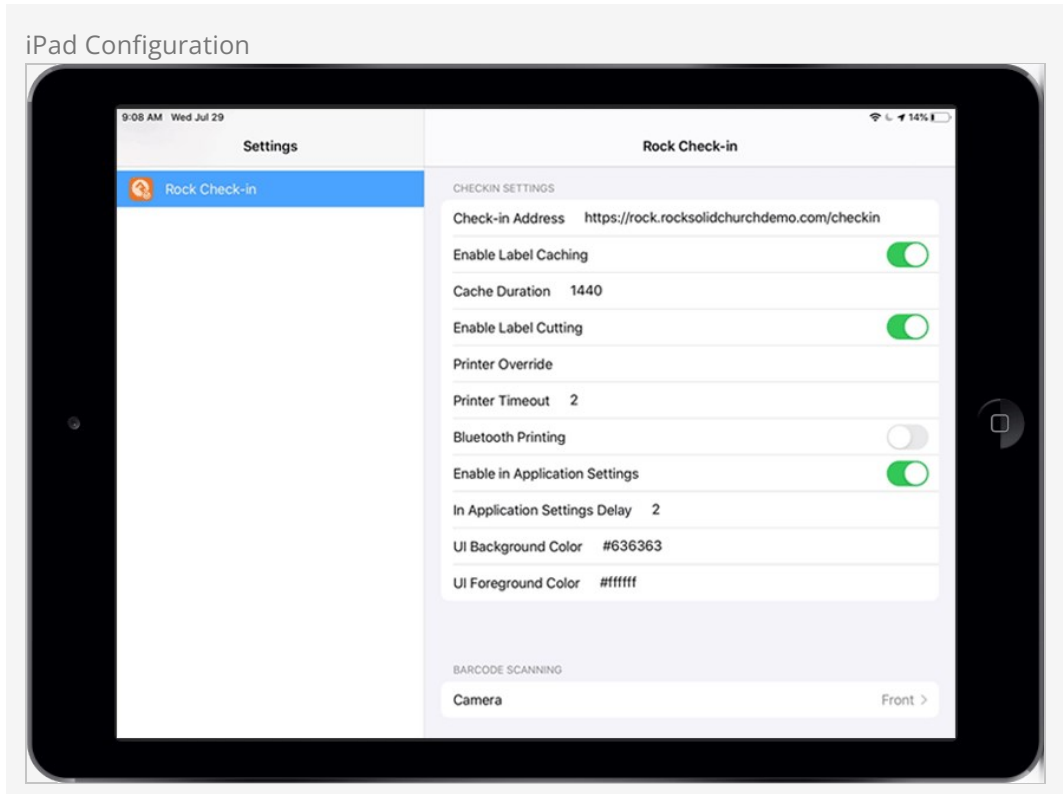 iPad Configuration
9:08 AM Wed Jul 29
14%
Settings
Rock Check-in
Rock Check-in
CHECKIN SETTINGS
Check-in Address https://rock.rocksolidchurchdemo.com/checkin
Enable Label Caching
Cache Duration 1440
Enable Label Cutting
Printer Override
Printer Timeout 2
Bluetooth Printing
Enable in Application Settings
In Application Settings Delay 2
UI Background Color #636363
UI Foreground Color #ffffff
BARCODE SCANNING
Camera Front >